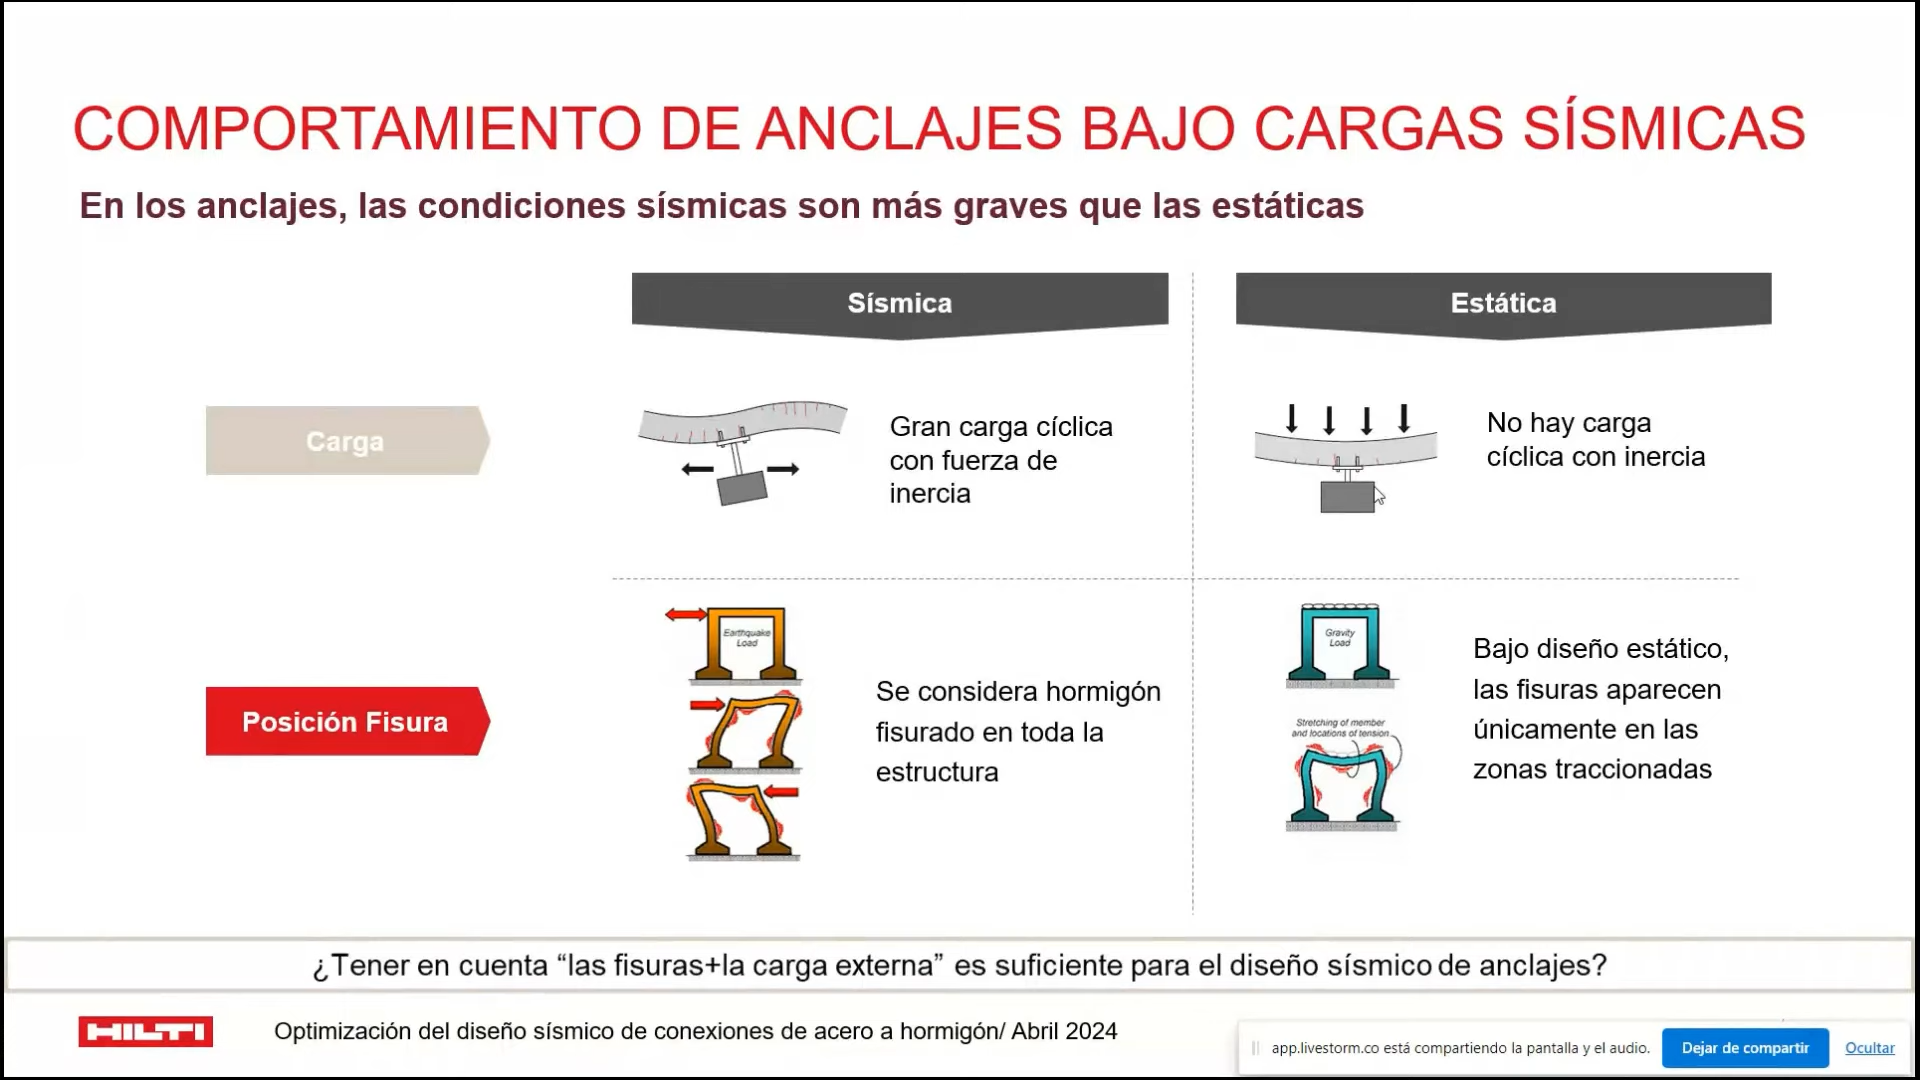 COMPORTAMIENTO DE ANCLAJES BAJO CARGAS SÍSMICAS
En los anclajes, las condiciones sísmicas son más graves que las estáticas
Sísmica
Estática
Carga
Gran carga cíclica
con fuerza de
inercia
No hay carga
cíclica con inercia
Posición Fisura
Earthquake
Load
Se considera hormigón
fisurado en toda la
estructura
Gravity
Load
Stretching of member
and locations of tension
Bajo diseño estático,
las fisuras aparecen
únicamente en las
zonas traccionadas
¿Tener en cuenta “las fisuras+la carga externa” es suficiente para el diseño sísmico de anclajes?
HILTI
Optimización del diseño sísmico de conexiones de acero a hormigón/ Abril 2024
app.livestorm.co está compartiendo la pantalla y el audio.
Dejar de compartir
Ocultar